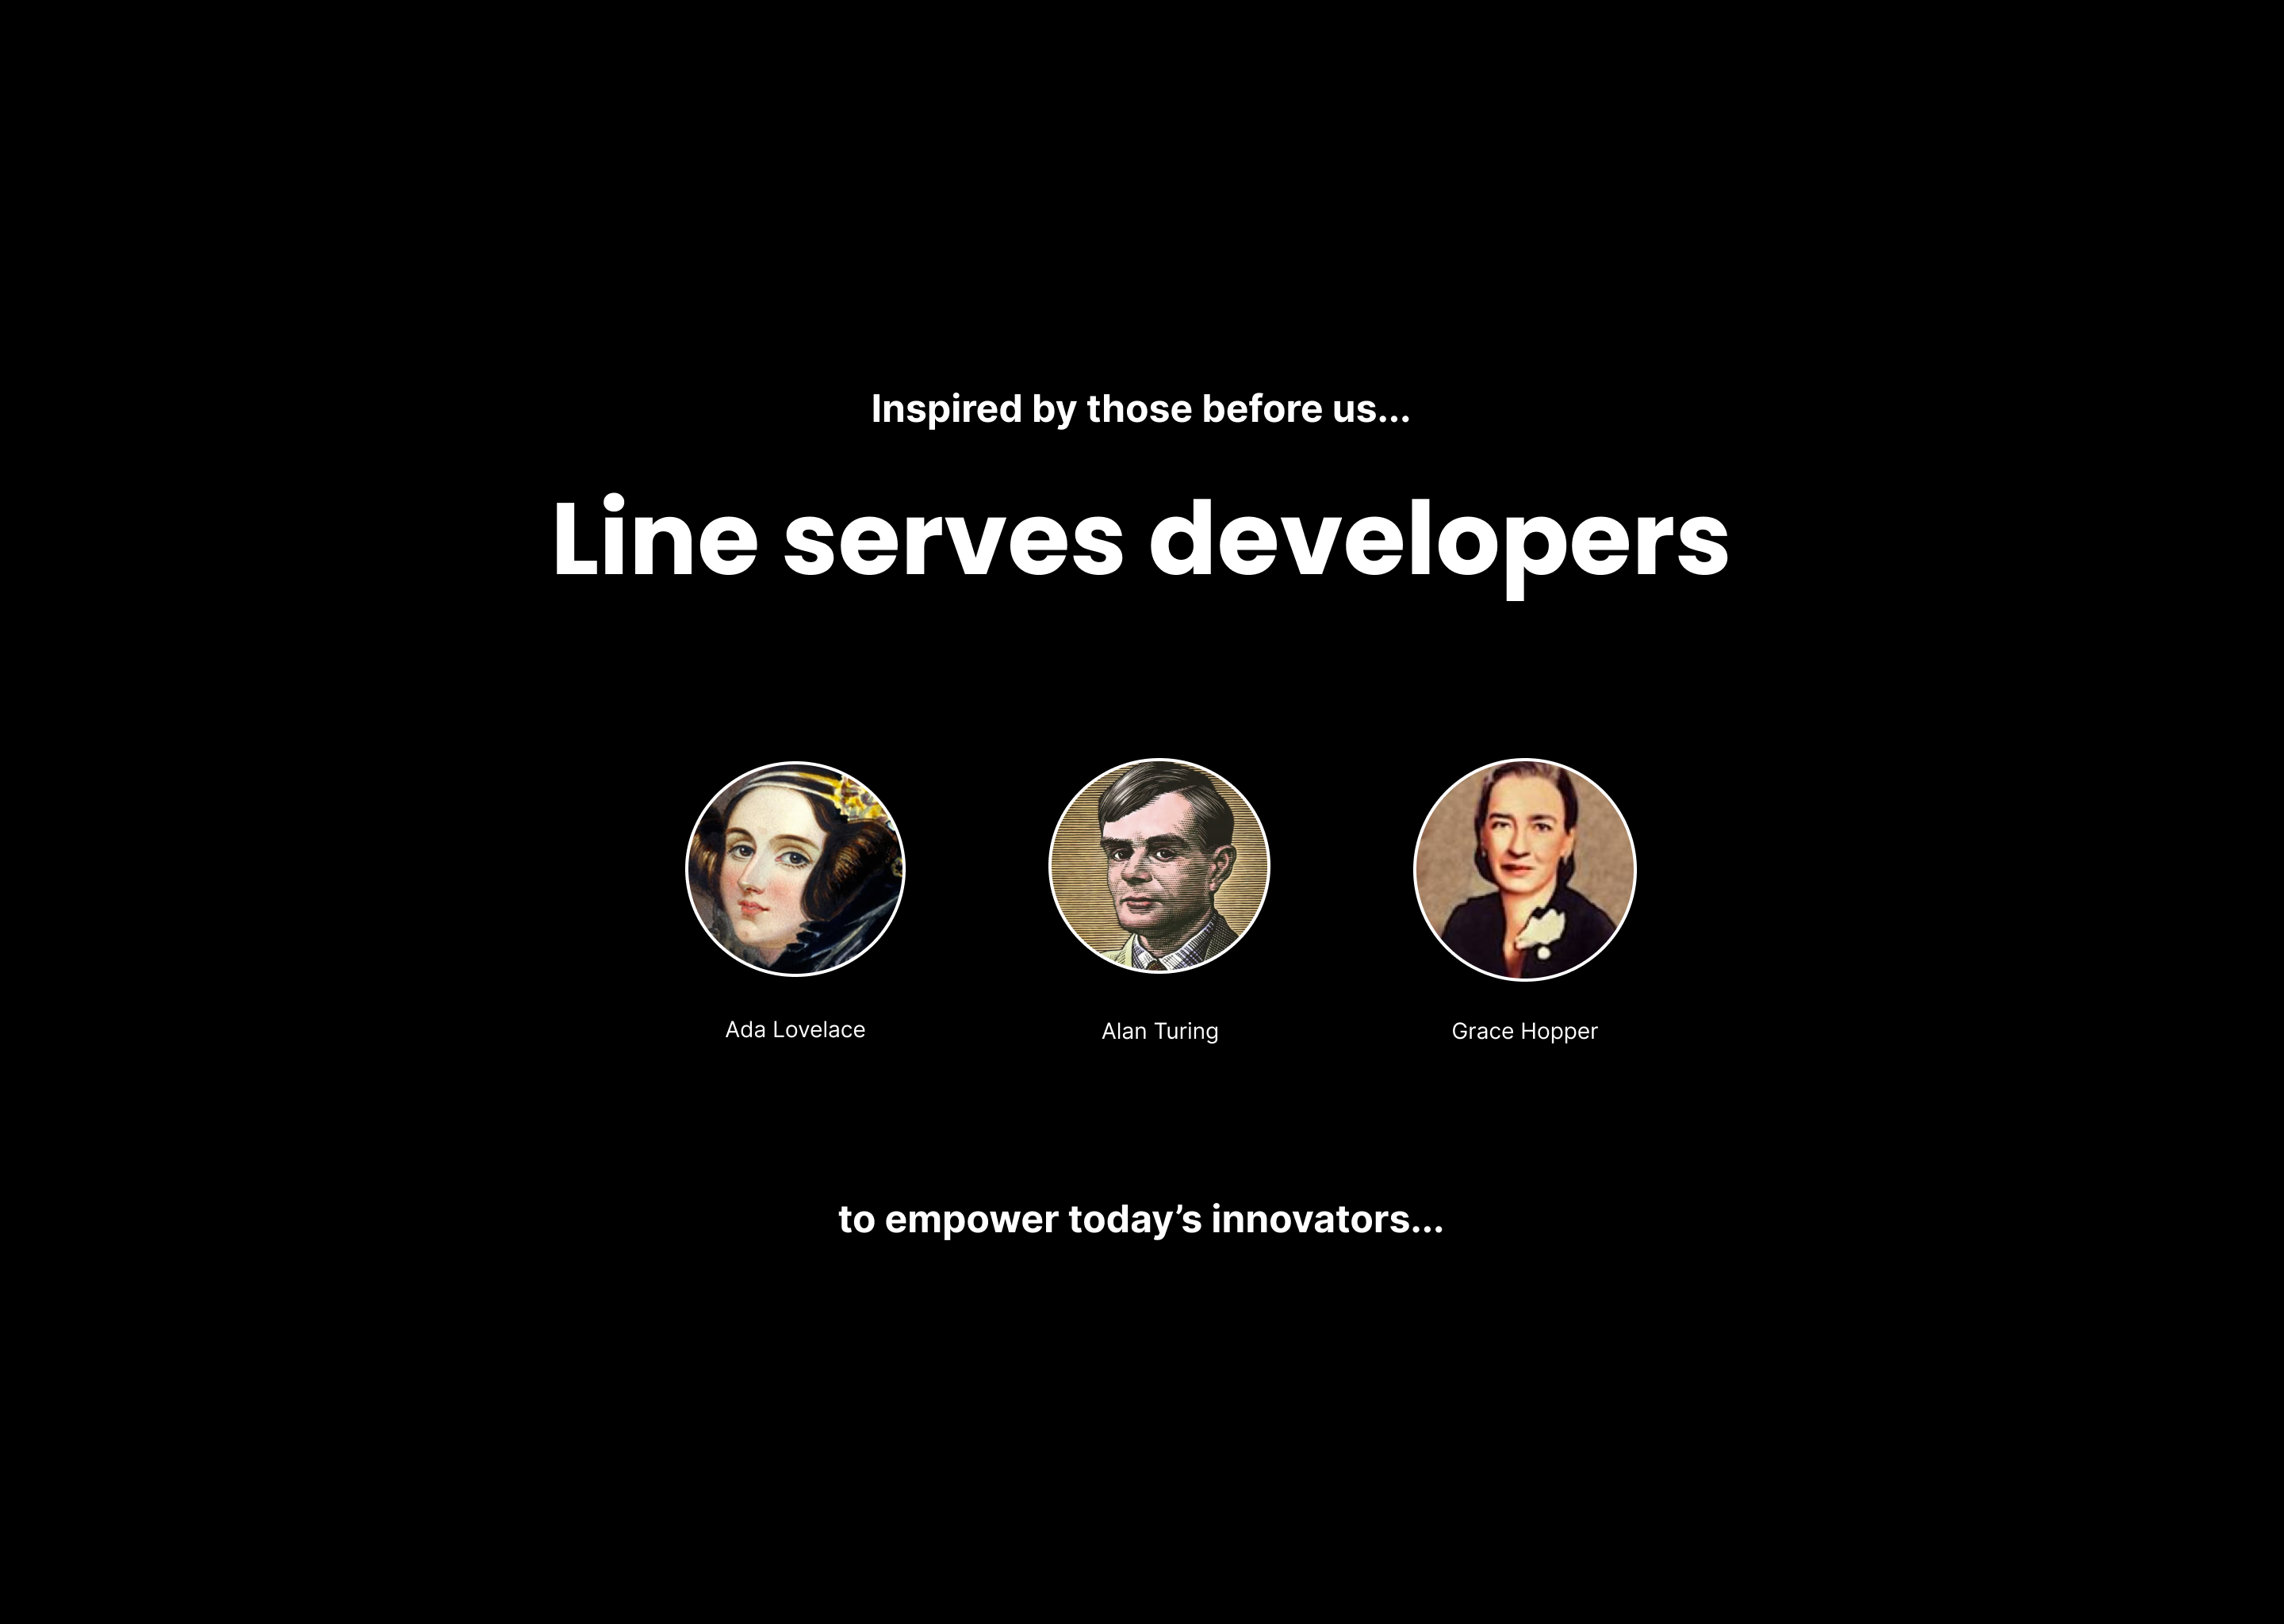 Inspired by those before us...
Line serves developers
Ada Lovelace
Alan Turing
Grace Hopper
to empower today’s innovators...